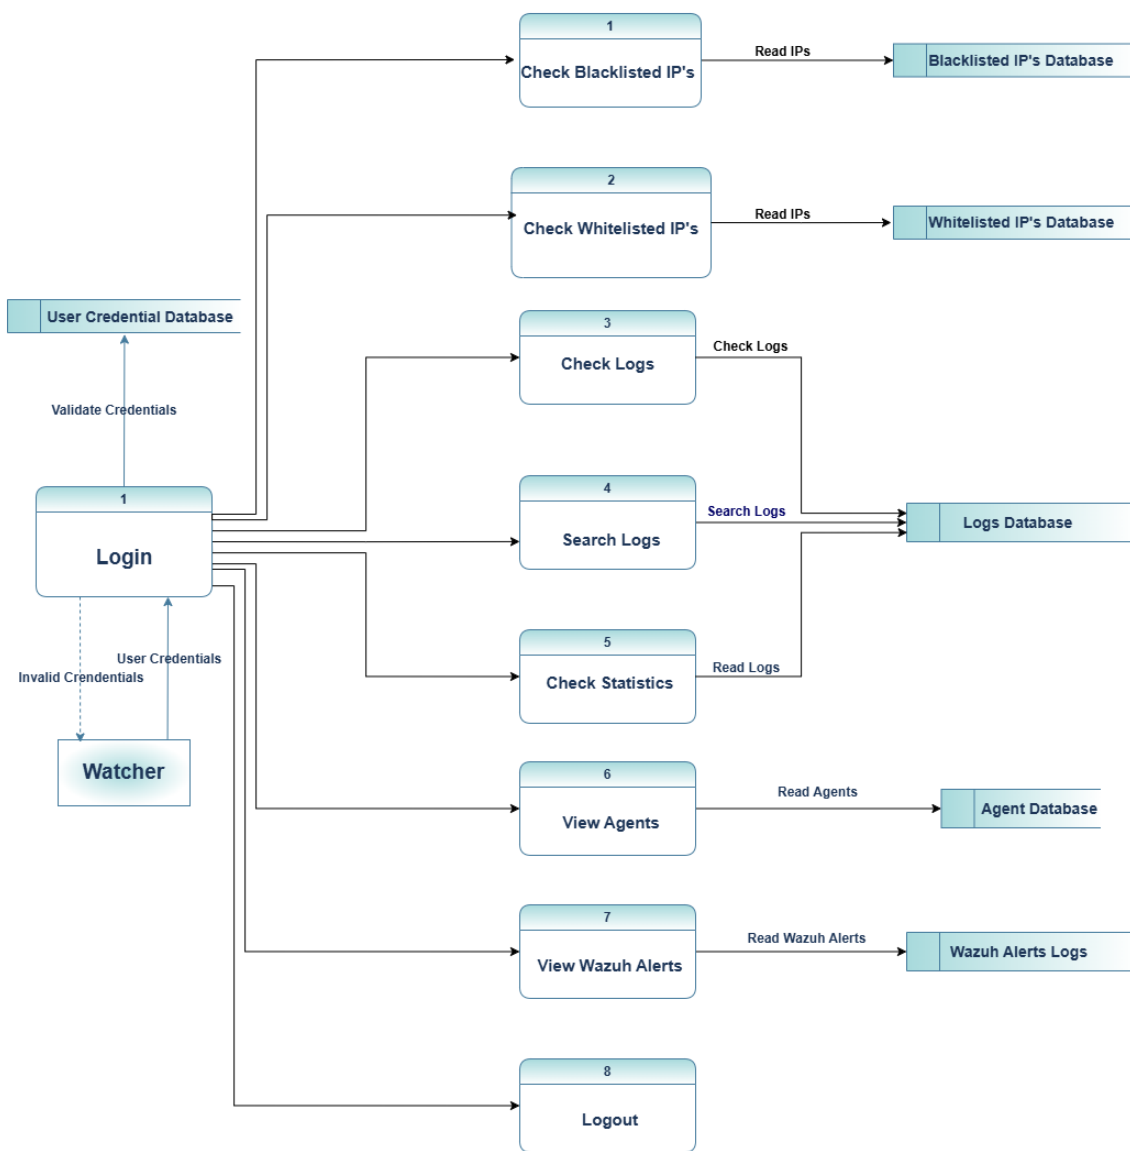 1
Check Blacklisted IP's
Read IPs
Blacklisted IP's Database
2
Check Whitelisted IP's
Read IPs
Whitelisted IP's Database
User Credential Database
Validate Credentials
3
Check Logs
Check Logs
4
Search Logs
Search Logs
Logs Database
1
Login
5
Check Statistics
Read Logs
User Credentials
Invalid Crendentials
Watcher
6
View Agents
Read Agents
Agent Database
7
View Wazuh Alerts
Read Wazuh Alerts
Wazuh Alerts Logs
8
Logout